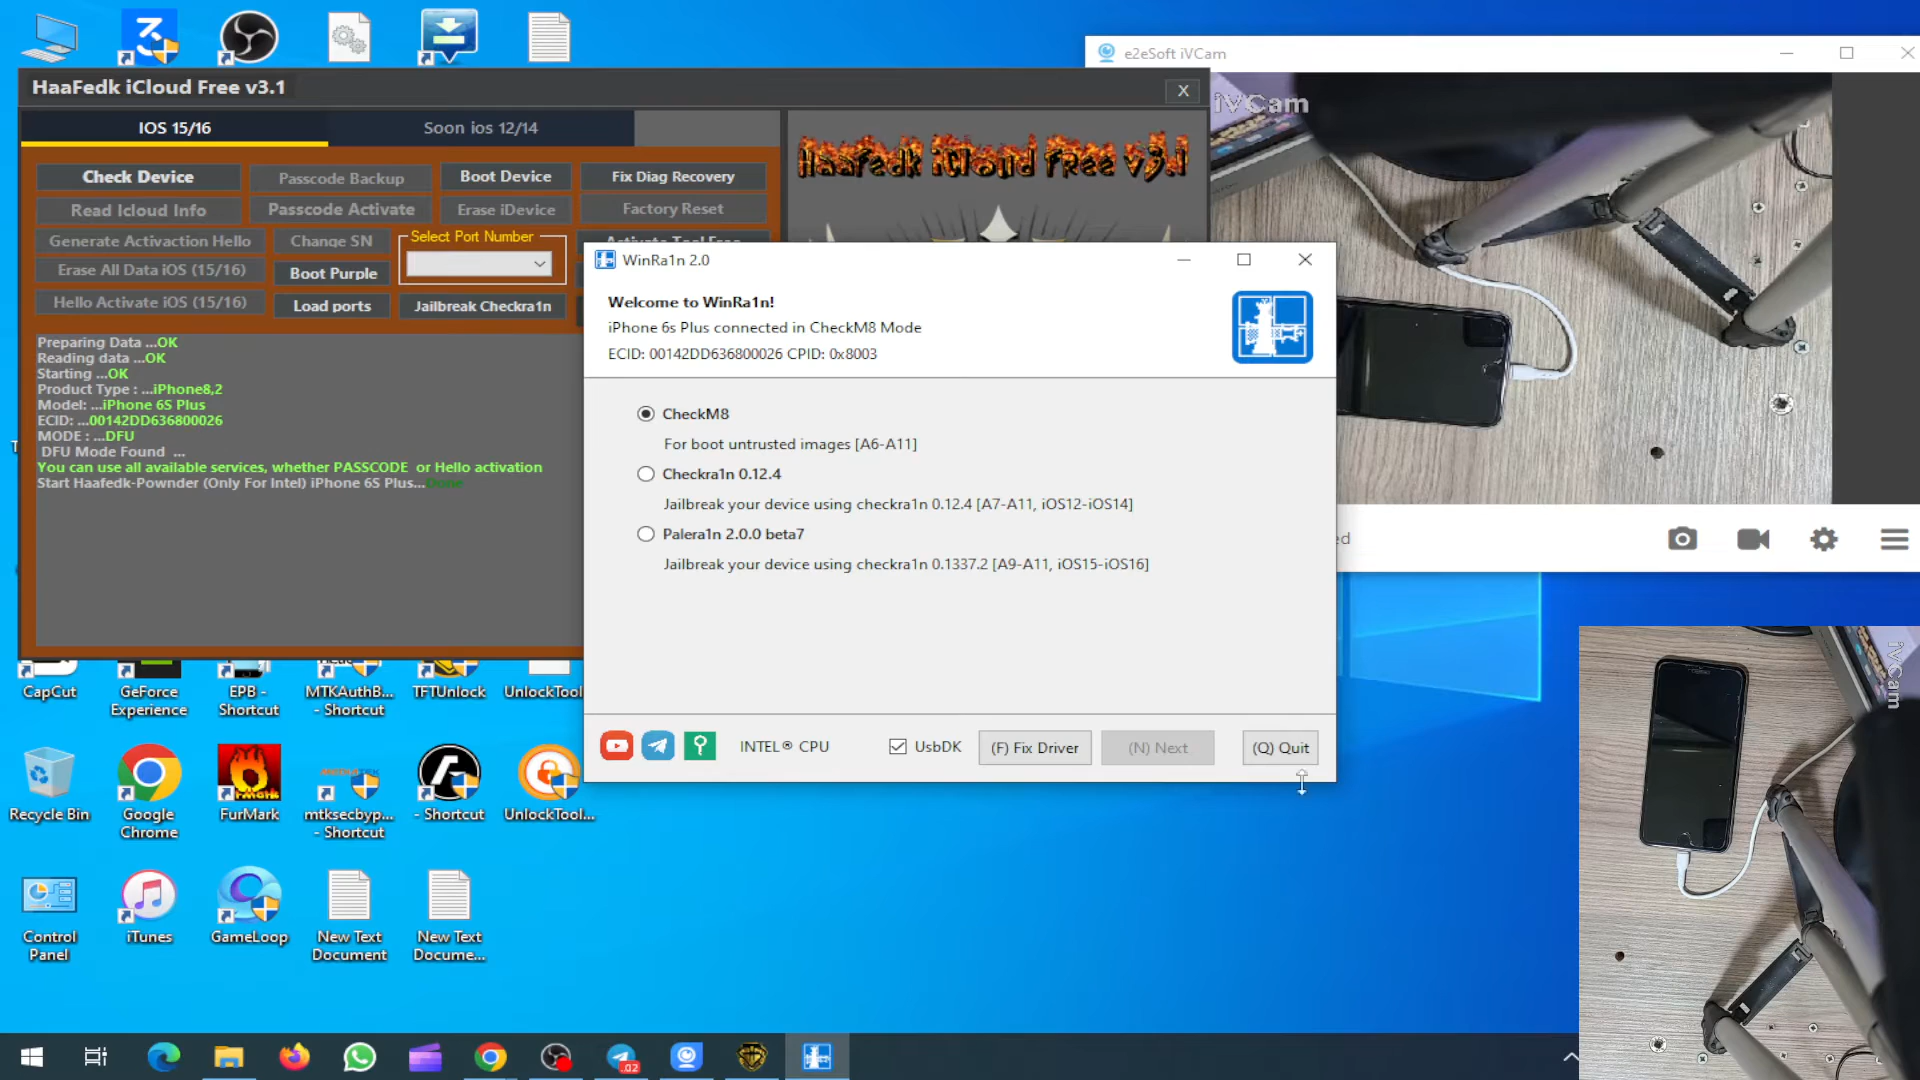 HaaFedk iCloud Free v3.1
X
IOS 15/16
Soon ios 12/14
Check Device
Passcode Backup
Boot Device
Fix Diag Recovery
Read Icloud Info
Passcode Activate
Erase iDevice
Factory Reset
Generate Activaction Hello
Change SN
Select Port Number
Erase All Data iOS (15/16)
Boot Purple
Hello Activate iOS (15/16)
Load ports
Jailbreak Checkra1n
HaaFedk iCloud Free v3.1
Preparing Data ...OK
Reading data ...OK
Starting ...OK
Product Type : ...iPhone8,2
Model: ...iPhone 6S Plus
ECID: ...00142DD636800026
MODE : ...DFU
DFU Mode Found ...
You can use all available services, whether PASSCODE or Hello activation
Start Haafedk-Pownder (Only For Intel) iPhone 6S Plus...Done
WinRa1n 2.0
Welcome to WinRa1n!
iPhone 6s Plus connected in CheckM8 Mode
ECID: 00142DD636800026 CPID: 0x8003
CheckM8
For boot untrusted images [A6-A11]
Checkra1n 0.12.4
Jailbreak your device using checkra1n 0.12.4 [A7-A11, iOS12-iOS14]
Palera1n 2.0.0 beta7
Jailbreak your device using checkra1n 0.1337.2 [A9-A11, iOS15-iOS16]
INTEL® CPU
UsbDK
(F) Fix Driver
(N) Next
(Q) Quit
e2eSoft iVCam
iVCam
ed
iVCam
CapCut
GeForce
Experience
EPB -
Shortcut
MTKAuthB...
- Shortcut
TFTUnlock
UnlockTool
Recycle Bin
Google
Chrome
FurMark
mtksecbyp...
- Shortcut
- Shortcut
UnlockTool...
Control
Panel
iTunes
GameLoop
New Text
Document
New Text
Docume...
.02